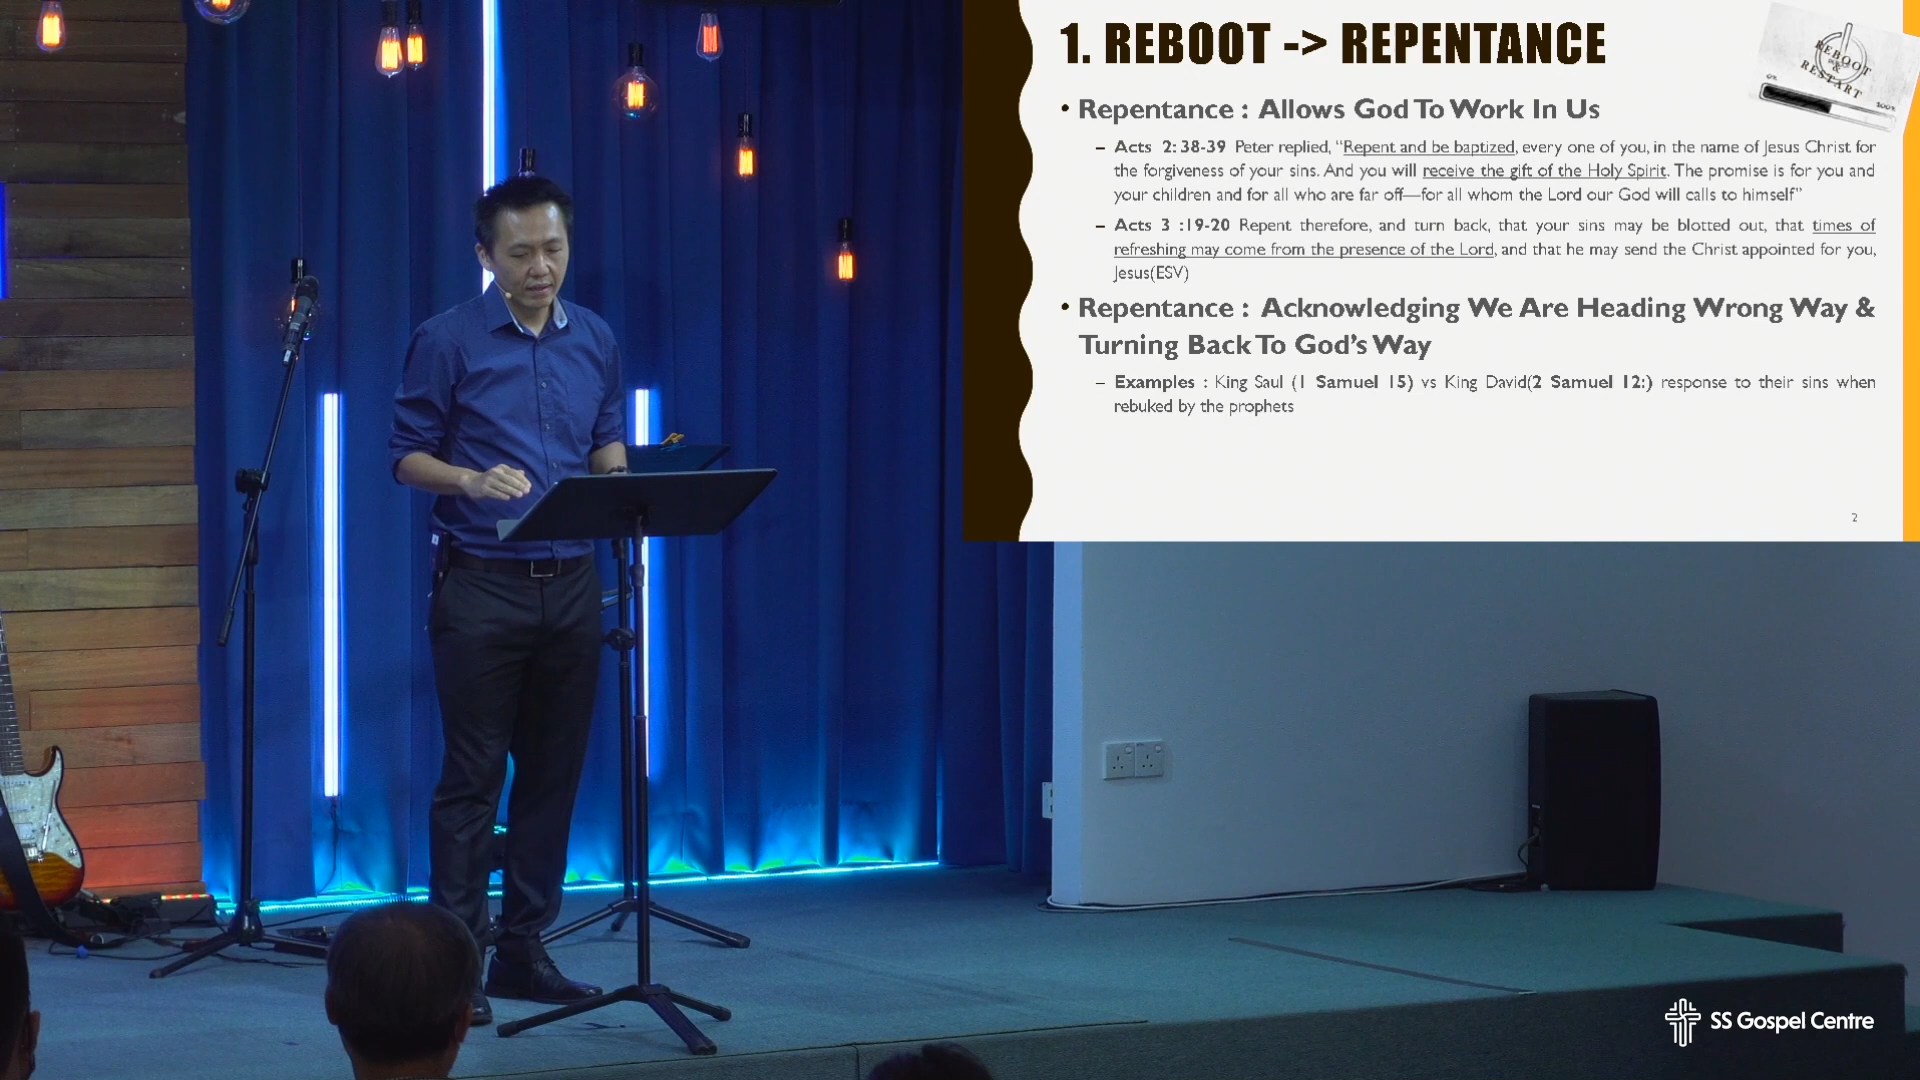 1. REBOOT -> REPENTANCE
REBOOT
&
RESTART
0%
100%
• Repentance : Allows God To Work In Us
– Acts 2: 38-39 Peter replied, “Repent and be baptized, every one of you, in the name of Jesus Christ for
the forgiveness of your sins. And you will receive the gift of the Holy Spirit. The promise is for you and
your children and for all who are far off—for all whom the Lord our God will calls to himself”
– Acts 3 :19-20 Repent therefore, and turn back, that your sins may be blotted out, that times of
refreshing may come from the presence of the Lord, and that he may send the Christ appointed for you,
Jesus(ESV)
• Repentance : Acknowledging We Are Heading Wrong Way &
Turning Back To God’s Way
– Examples : King Saul (1 Samuel 15) vs King David(2 Samuel 12:) response to their sins when
rebuked by the prophets
2
SS Gospel Centre